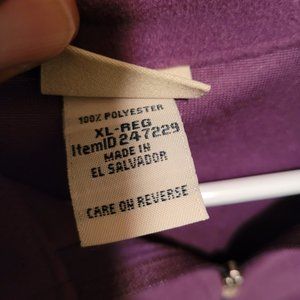 100% POLYESTER
XL-REG
ItemID 247229
MADE IN
EL SALVADOR
CARE ON REVERSE